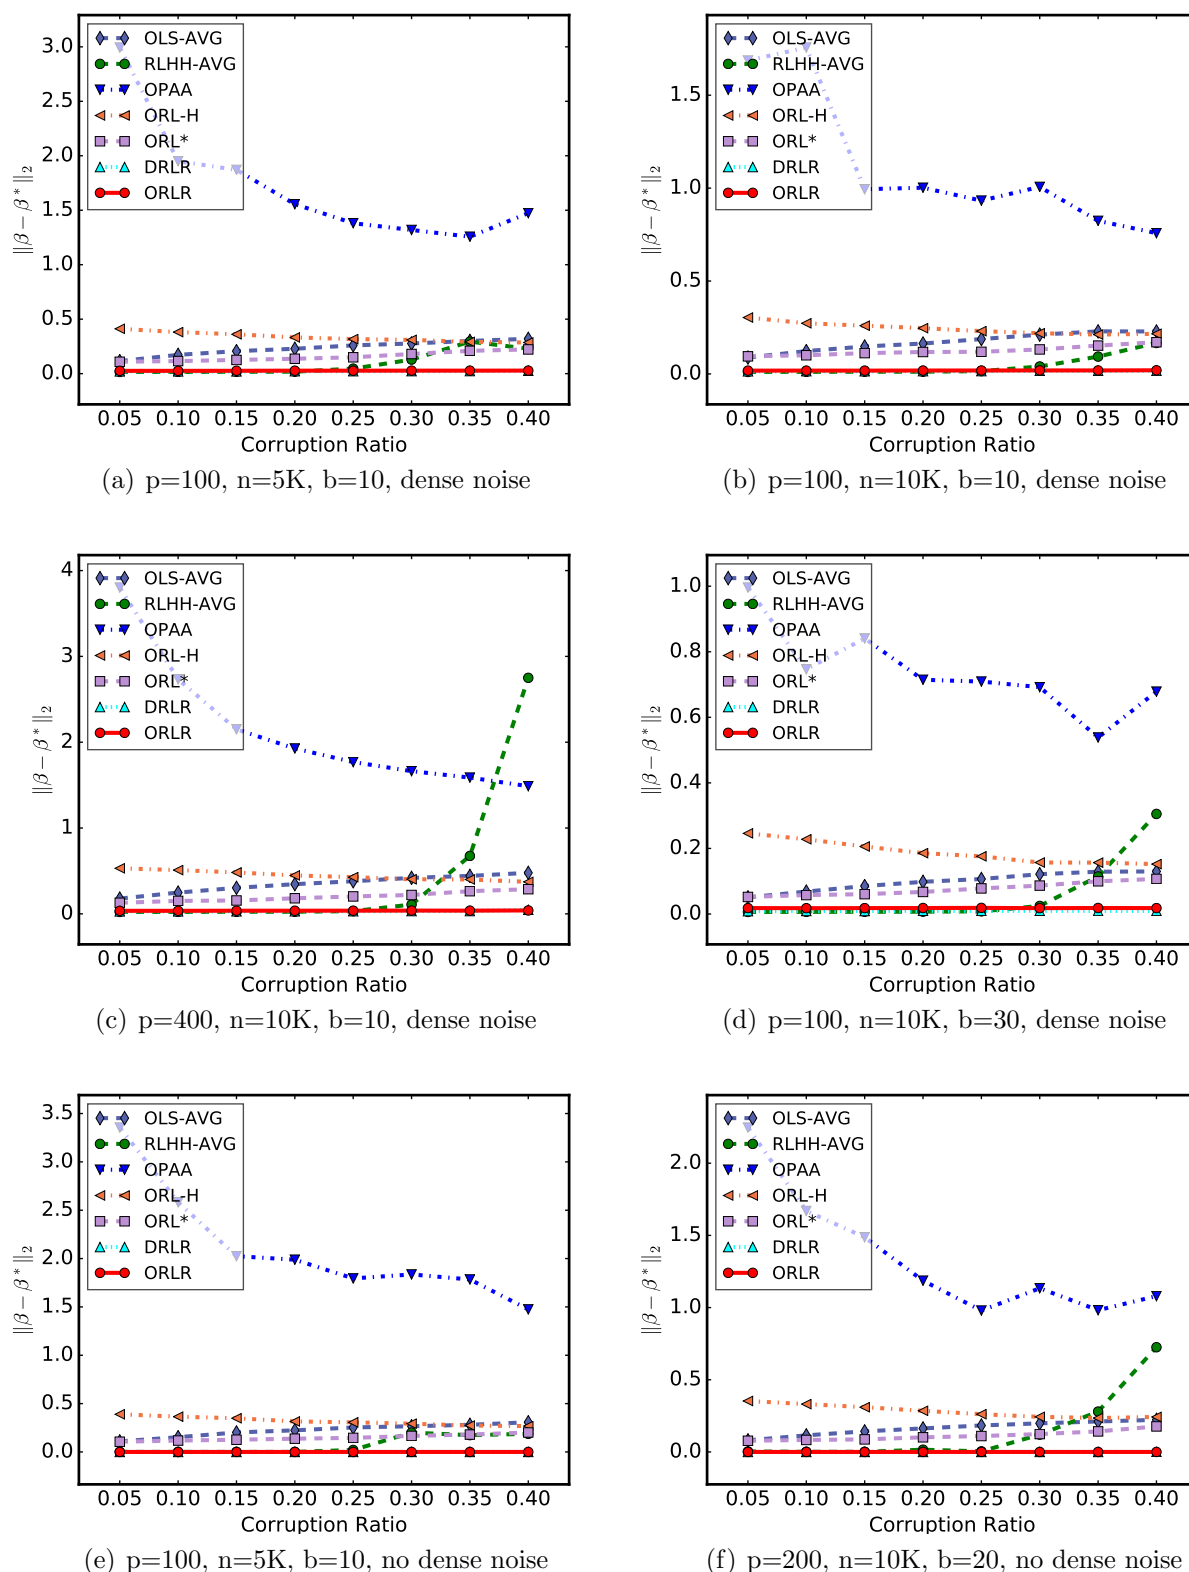 3.0
2.5
2.0
1.5
1.0
0.5
0.0
‖β − β*‖₂
OLS-AVG
RLHH-AVG
OPAA
ORL-H
ORL*
DRLR
ORLR
0.05 0.10 0.15 0.20 0.25 0.30 0.35 0.40
Corruption Ratio
(a) p=100, n=5K, b=10, dense noise
1.5
1.0
0.5
0.0
‖β − β*‖₂
OLS-AVG
RLHH-AVG
OPAA
ORL-H
ORL*
DRLR
ORLR
0.05 0.10 0.15 0.20 0.25 0.30 0.35 0.40
Corruption Ratio
(b) p=100, n=10K, b=10, dense noise
4
3
2
1
0
‖β − β*‖₂
OLS-AVG
RLHH-AVG
OPAA
ORL-H
ORL*
DRLR
ORLR
0.05 0.10 0.15 0.20 0.25 0.30 0.35 0.40
Corruption Ratio
(c) p=400, n=10K, b=10, dense noise
1.0
0.8
0.6
0.4
0.2
0.0
‖β − β*‖₂
OLS-AVG
RLHH-AVG
OPAA
ORL-H
ORL*
DRLR
ORLR
0.05 0.10 0.15 0.20 0.25 0.30 0.35 0.40
Corruption Ratio
(d) p=100, n=10K, b=30, dense noise
3.5
3.0
2.5
2.0
1.5
1.0
0.5
0.0
‖β − β*‖₂
OLS-AVG
RLHH-AVG
OPAA
ORL-H
ORL*
DRLR
ORLR
0.05 0.10 0.15 0.20 0.25 0.30 0.35 0.40
Corruption Ratio
(e) p=100, n=5K, b=10, no dense noise
2.0
1.5
1.0
0.5
0.0
‖β − β*‖₂
OLS-AVG
RLHH-AVG
OPAA
ORL-H
ORL*
DRLR
ORLR
0.05 0.10 0.15 0.20 0.25 0.30 0.35 0.40
Corruption Ratio
(f) p=200, n=10K, b=20, no dense noise